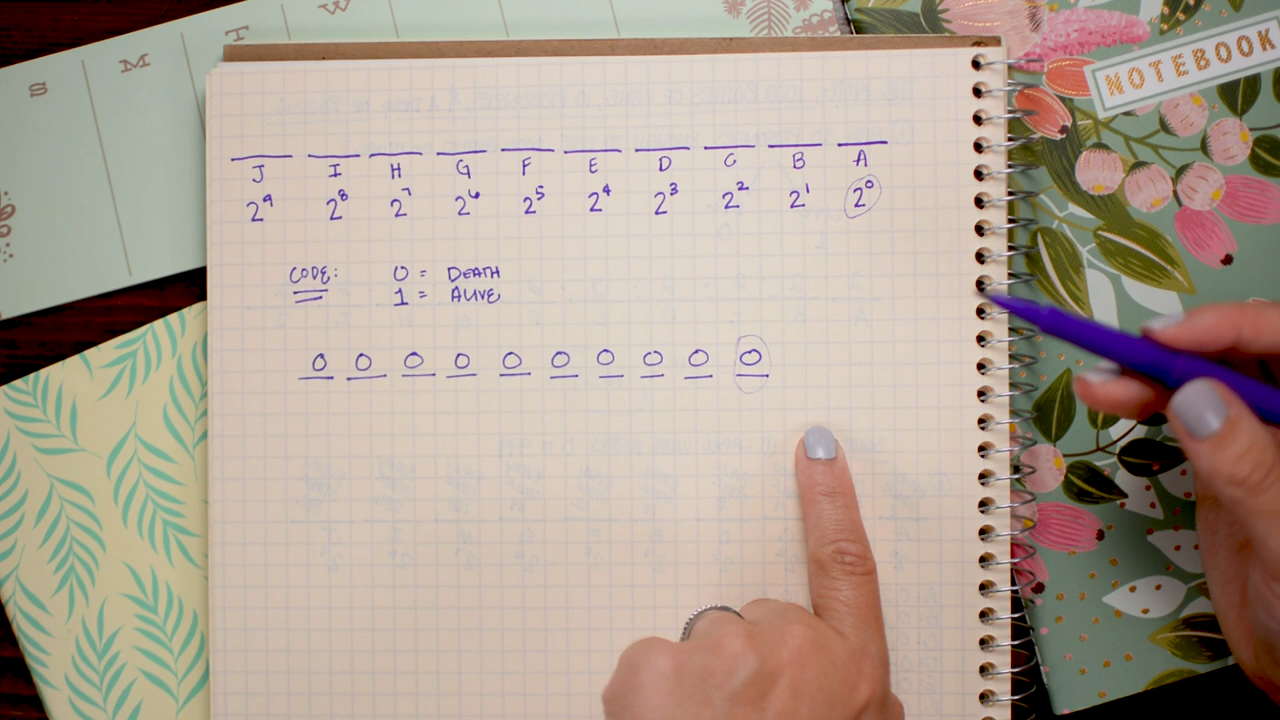 S M T W
NOTEBOOK
J I H G F E D C B A
2⁹ 2⁸ 2⁷ 2⁶ 2⁵ 2⁴ 2³ 2² 2¹ 2⁰
CODE: 0 = DEATH
1 = ALIVE
0 0 0 0 0 0 0 0 0 0